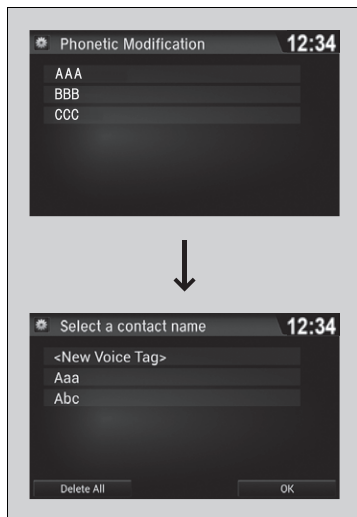 Phonetic Modification 12:34
AAA
BBB
CCC
Select a contact name 12:34
<New Voice Tag>
Aaa
Abc
Delete All OK